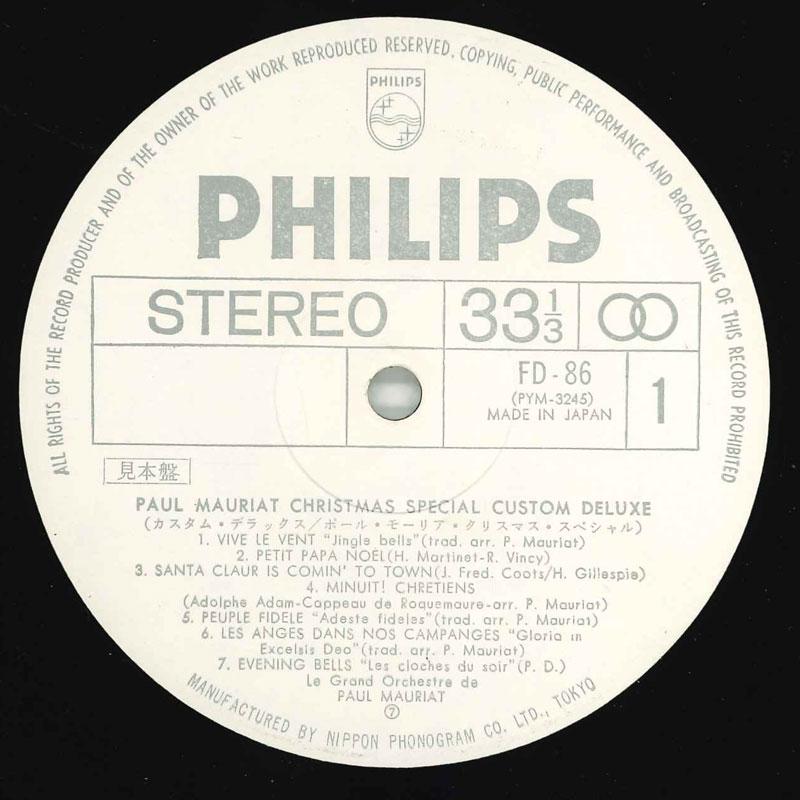 ALL RIGHTS OF THE RECORD PRODUCER AND OF THE OWNER OF THE WORK REPRODUCED RESERVED. COPYING, PUBLIC PERFORMANCE AND BROADCASTING OF THIS RECORD PROHIBITED
PHILIPS
PHILIPS
STEREO 33 1/3
FD-86
(PYM-3245)
MADE IN JAPAN
1
見本盤
PAUL MAURIAT CHRISTMAS SPECIAL CUSTOM DELUXE
(カスタム・デラックス/ポール・モーリア・クリスマス・スペシャル)
1. VIVE LE VENT "Jingle bells"(trad. arr. P. Mauriat)
2. PETIT PAPA NOËL(H. Martinet-R. Vincy)
3. SANTA CLAUR IS COMIN' TO TOWN(J. Fred. Coots/H. Gillespie)
4. MINUIT! CHRETIENS
(Adolphe Adam-Cappeau de Roquemaure-arr. P. Mauriat)
5. PEUPLE FIDELE "Adeste fideles"(trad. arr. P. Mauriat)
6. LES ANGES DANS NOS CAMPANGES "Gloria in
Excelsis Deo"(trad. arr. P. Mauriat)
7. EVENING BELLS "Les cloches du soir"(P. D.)
Le Grand Orchestre de
PAUL MAURIAT
⑦
MANUFACTURED BY NIPPON PHONOGRAM CO. LTD., TOKYO